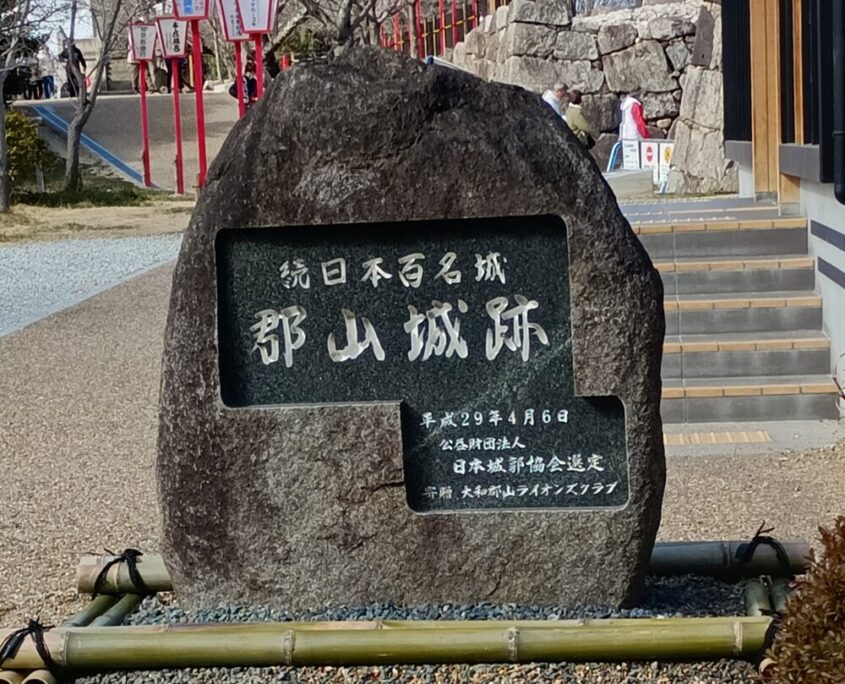 続日本百名城
郡山城跡
平成29年4月6日
公益財団法人
日本城郭協会選定
寄贈 大和郡山ライオンズクラブ